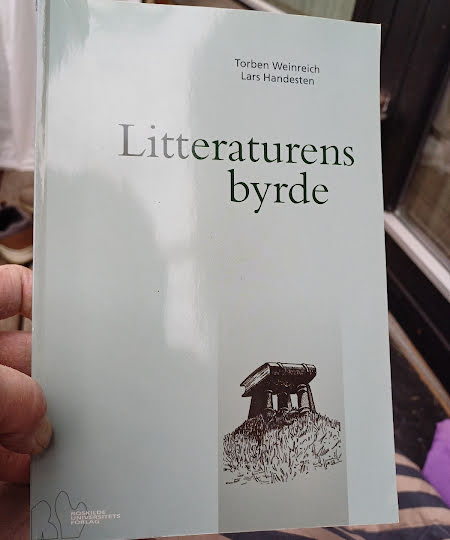 Torben Weinreich
Lars Handesten
Litteraturens
byrde
ROSKILDE
UNIVERSITETS
FORLAG